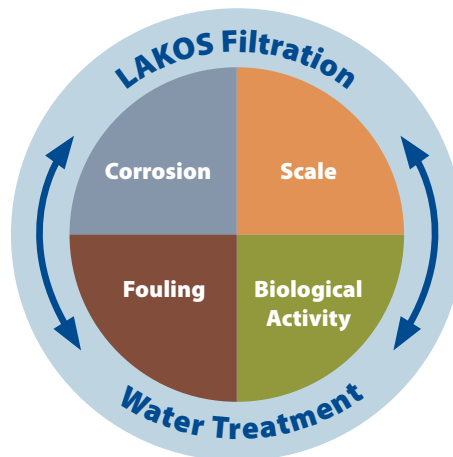 LAKOS Filtration
Corrosion
Scale
Fouling
Biological
Activity
Water Treatment